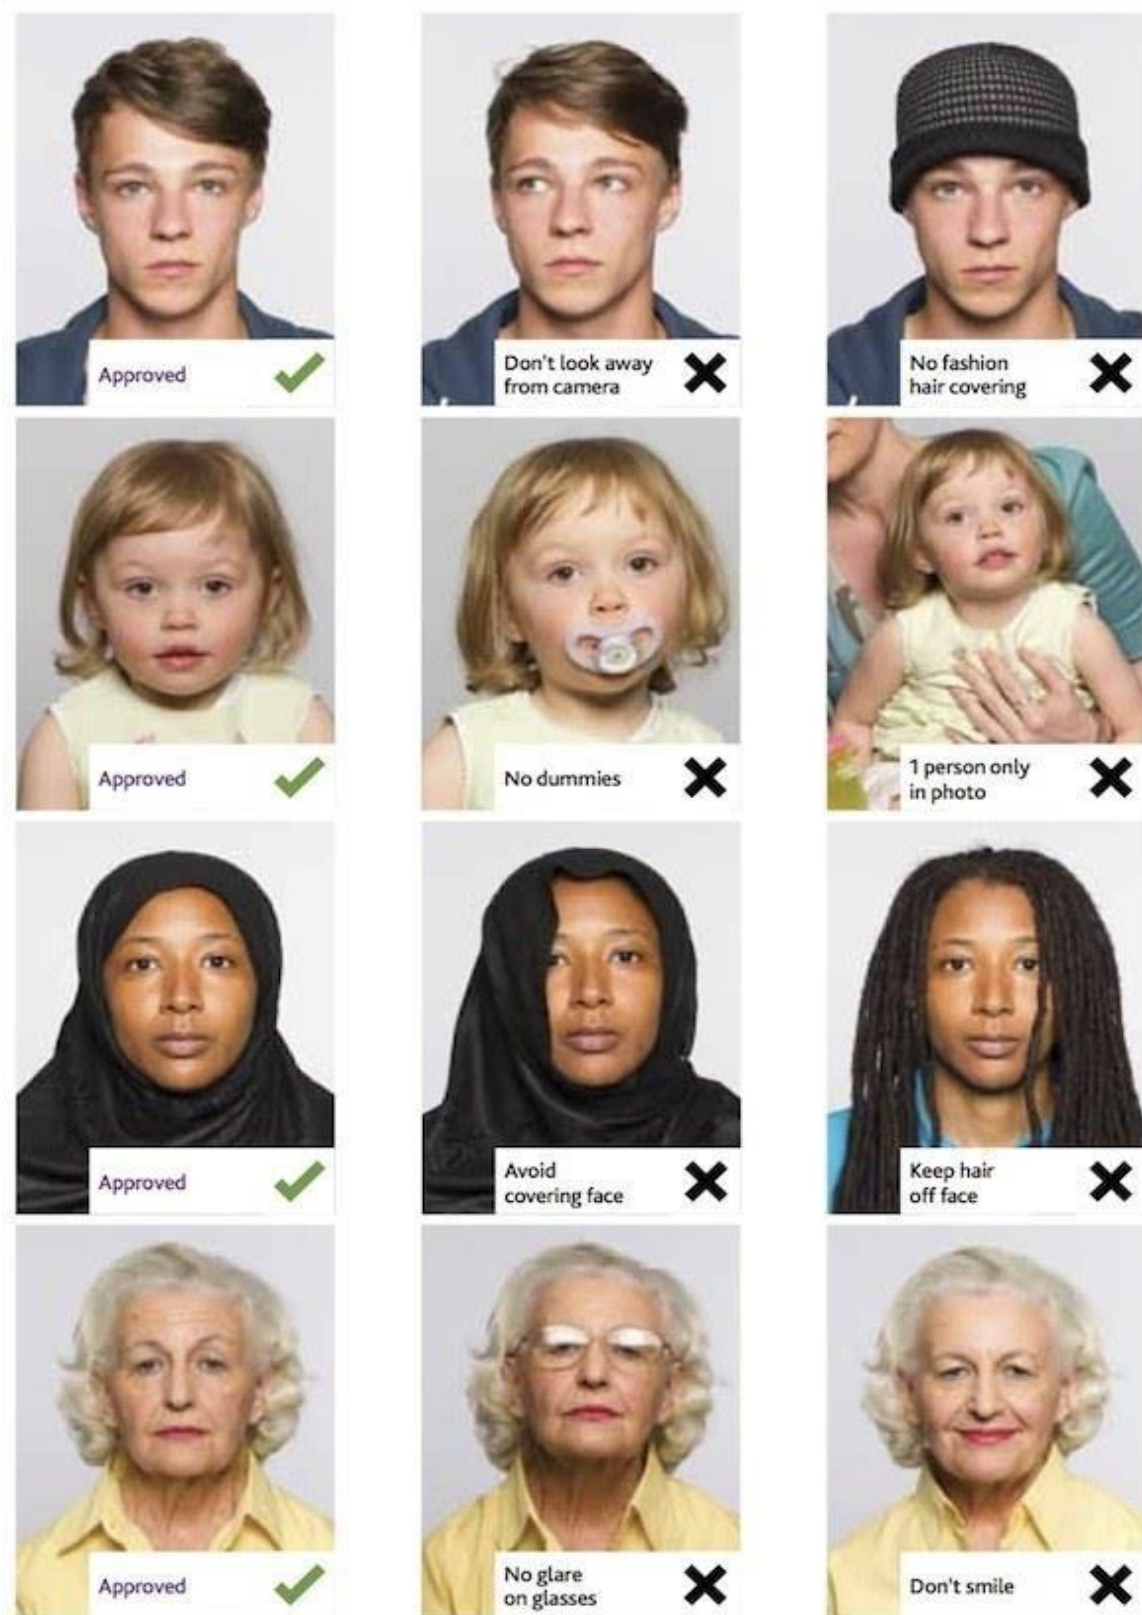 Approved
Don't look away
from camera
No fashion
hair covering
Approved
No dummies
1 person only
in photo
Approved
Avoid
covering face
Keep hair
off face
Approved
No glare
on glasses
Don't smile